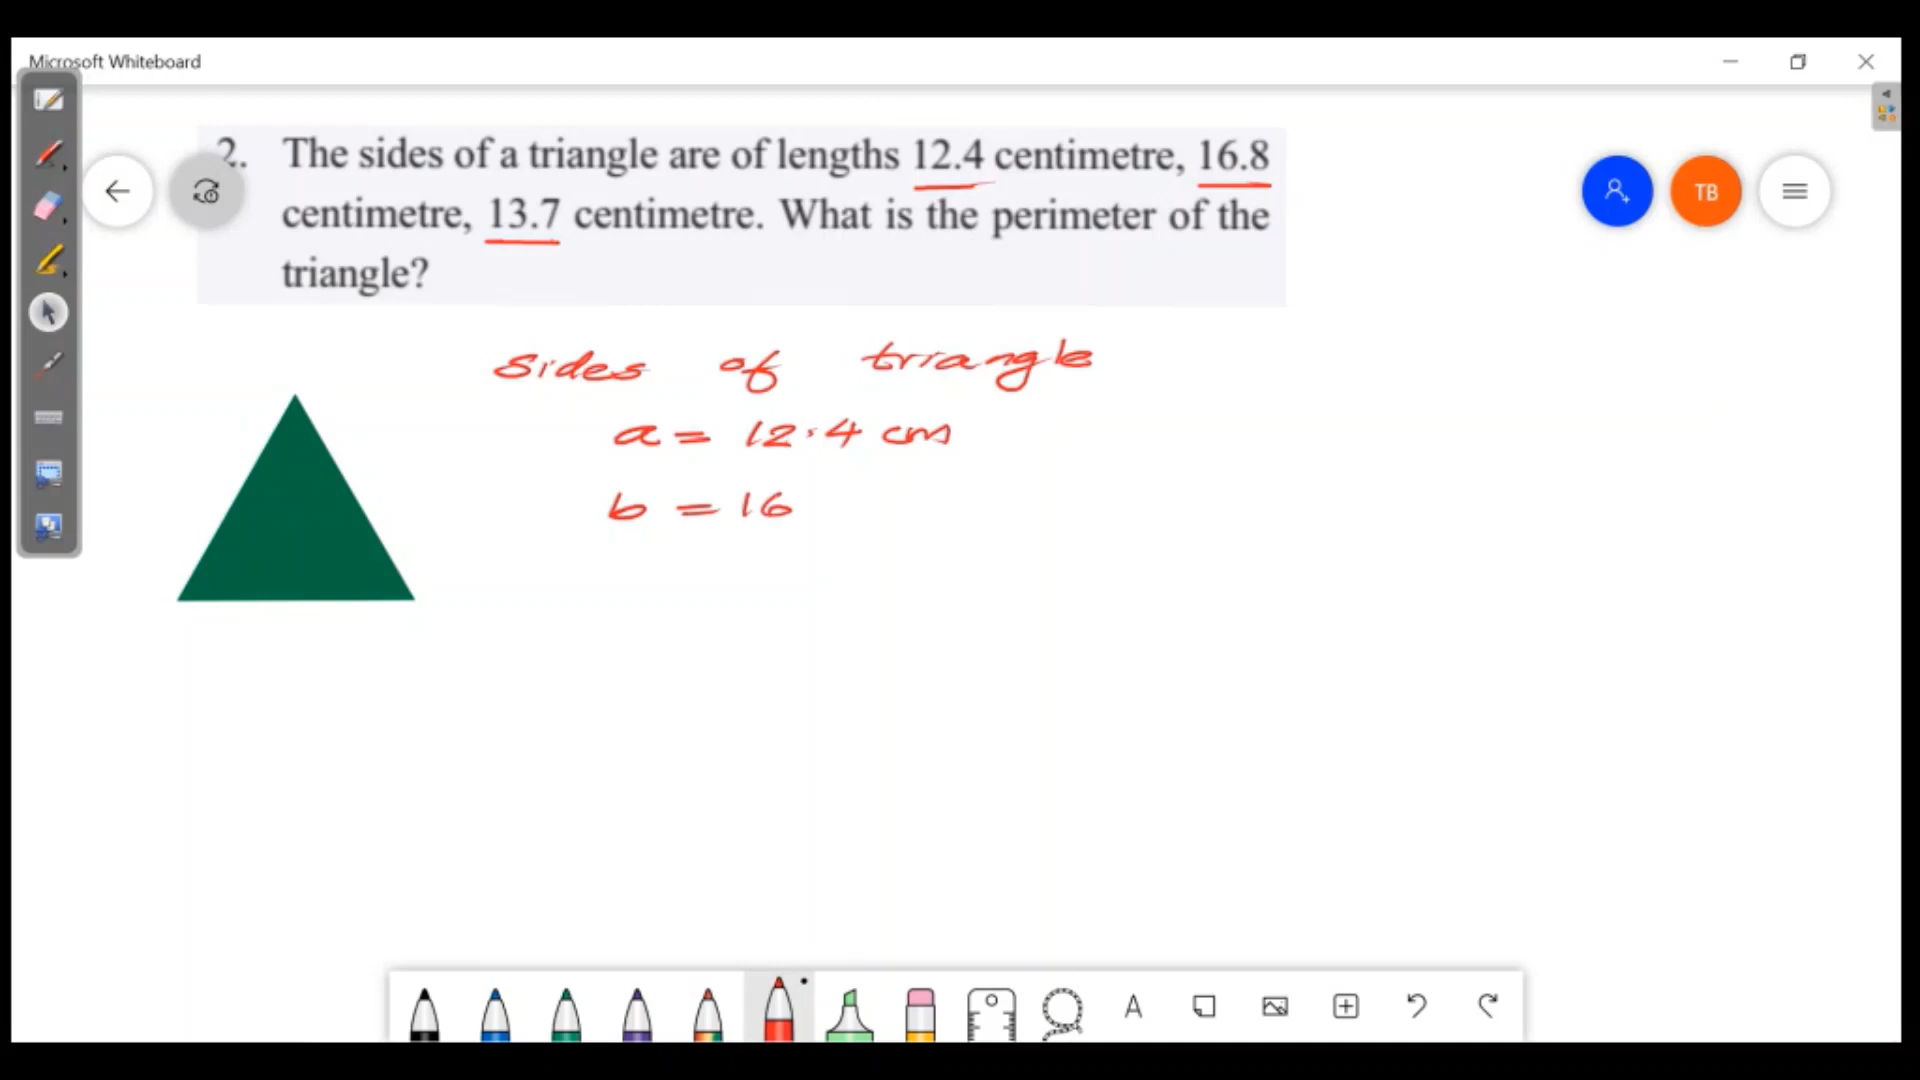 Microsoft Whiteboard
2. The sides of a triangle are of lengths 12.4 centimetre, 16.8
centimetre, 13.7 centimetre. What is the perimeter of the
triangle?
TB
sides of triangle
a = 12.4 cm
b = 16
A